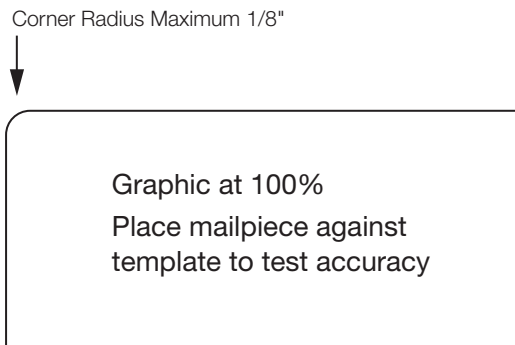 Corner Radius Maximum 1/8"
Graphic at 100%
Place mailpiece against
template to test accuracy